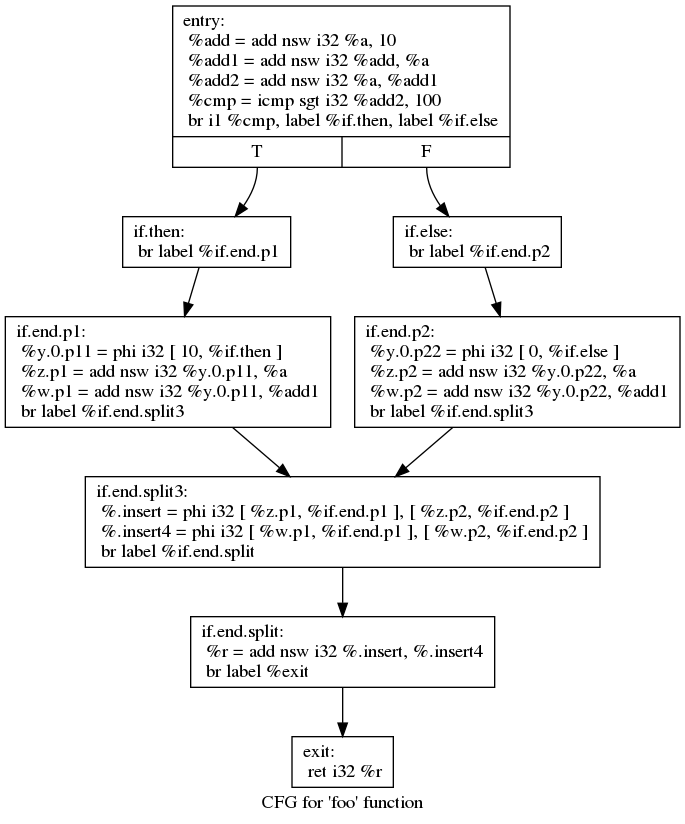 entry:
%add = add nsw i32 %a, 10
%add1 = add nsw i32 %add, %a
%add2 = add nsw i32 %a, %add1
%cmp = icmp sgt i32 %add2, 100
br i1 %cmp, label %if.then, label %if.else
T F
if.then:
br label %if.end.p1
if.else:
br label %if.end.p2
if.end.p1:
%y.0.p11 = phi i32 [ 10, %if.then ]
%z.p1 = add nsw i32 %y.0.p11, %a
%w.p1 = add nsw i32 %y.0.p11, %add1
br label %if.end.split3
if.end.p2:
%y.0.p22 = phi i32 [ 0, %if.else ]
%z.p2 = add nsw i32 %y.0.p22, %a
%w.p2 = add nsw i32 %y.0.p22, %add1
br label %if.end.split3
if.end.split3:
%.insert = phi i32 [ %z.p1, %if.end.p1 ], [ %z.p2, %if.end.p2 ]
%.insert4 = phi i32 [ %w.p1, %if.end.p1 ], [ %w.p2, %if.end.p2 ]
br label %if.end.split
if.end.split:
%r = add nsw i32 %.insert, %.insert4
br label %exit
exit:
ret i32 %r
CFG for 'foo' function